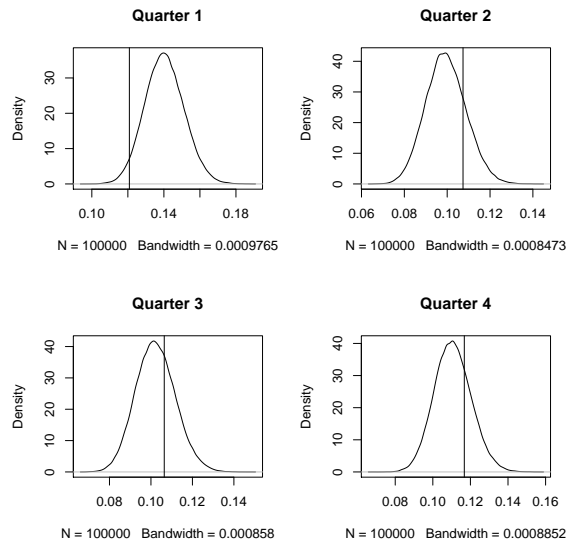 Quarter 1
Density
0 10 20 30
0.10 0.14 0.18
N = 100000 Bandwidth = 0.0009765
Quarter 2
Density
0 10 20 30 40
0.06 0.08 0.10 0.12 0.14
N = 100000 Bandwidth = 0.0008473
Quarter 3
Density
0 10 20 30 40
0.08 0.10 0.12 0.14
N = 100000 Bandwidth = 0.000858
Quarter 4
Density
0 10 20 30 40
0.08 0.10 0.12 0.14 0.16
N = 100000 Bandwidth = 0.0008852